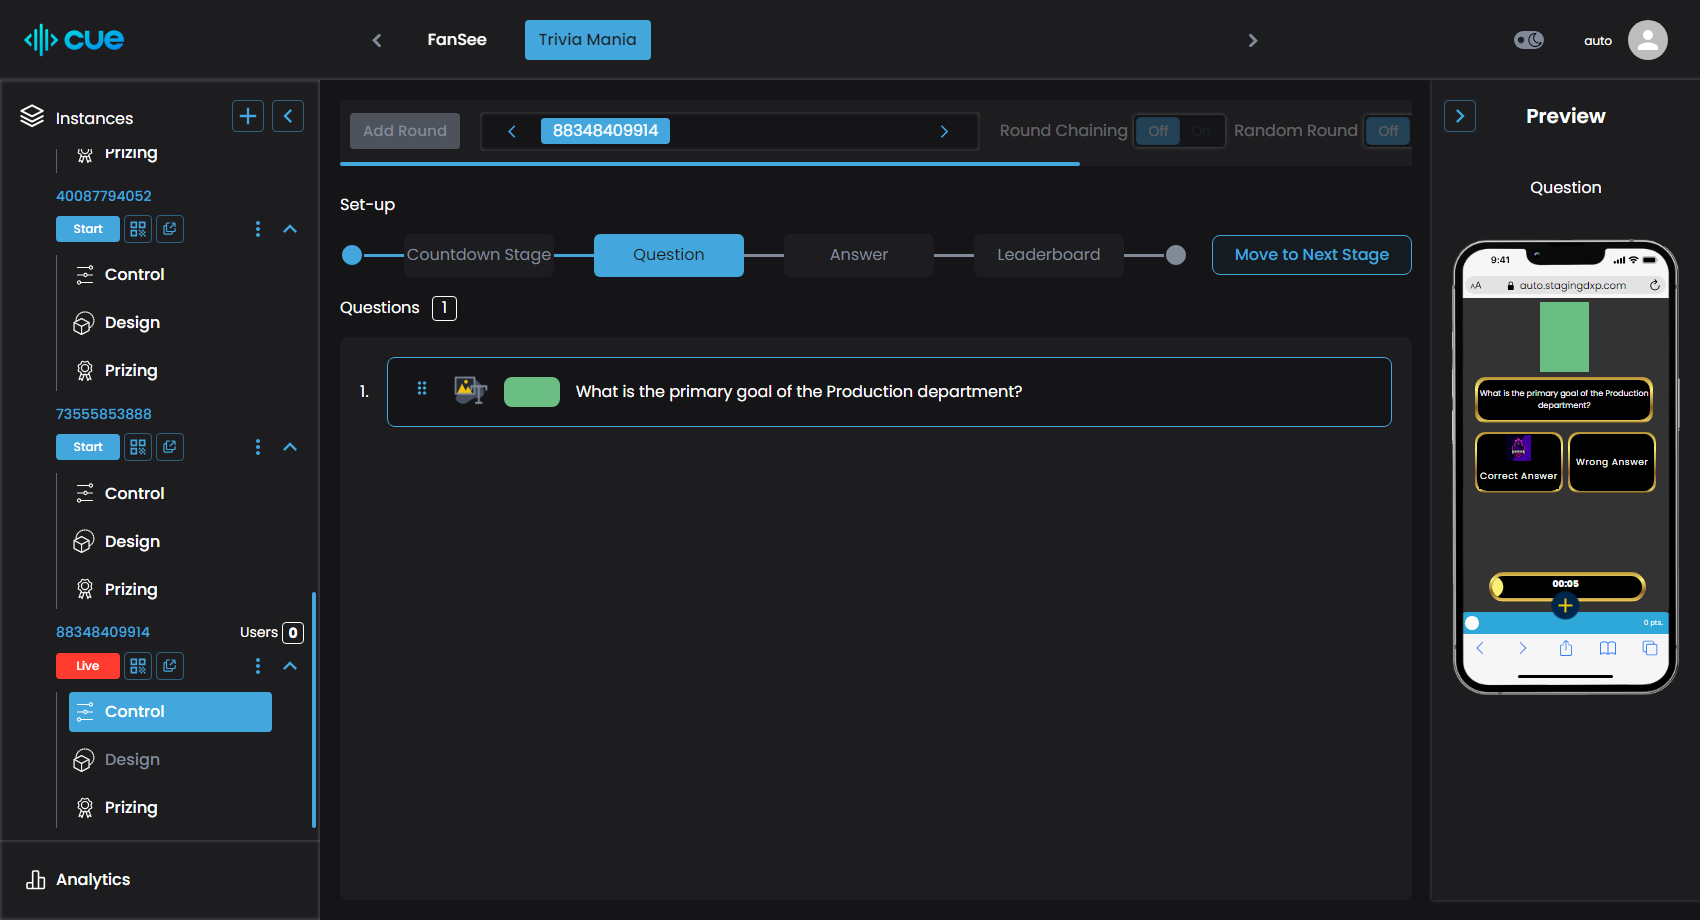 cue
FanSee
Trivia Mania
auto
Instances
Prizing
40087794052
Start
Control
Design
Prizing
73555853888
Start
Control
Design
Prizing
88348409914
Users 0
Live
Control
Design
Prizing
Analytics
Add Round
88348409914
Round Chaining
Off
On
Random Round
Off
Set-up
Countdown Stage
Question
Answer
Leaderboard
Move to Next Stage
Questions 1
1.
What is the primary goal of the Production department?
Preview
Question
9:41
AA
auto.stagingdxp.com
What is the primary goal of the Production
department?
Correct Answer
Wrong Answer
00:05
0 pts.